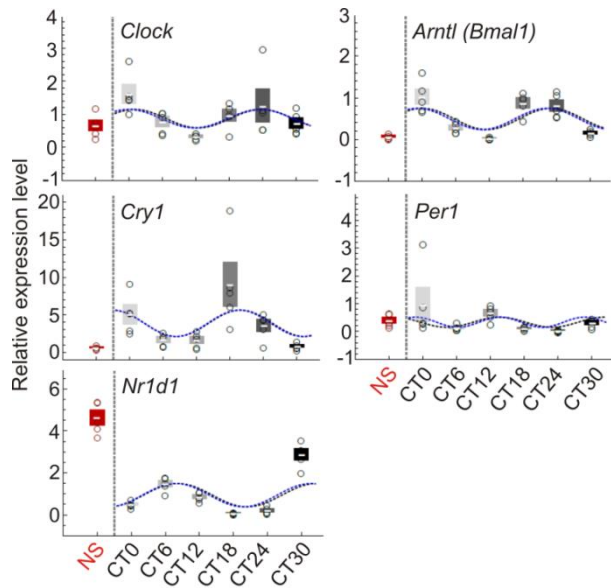 Relative expression level
Clock
4
3
2
1
0
-1
Arntl (Bmal1)
3
2
1
0
-1
Cry1
20
15
10
5
0
Per1
5
4
3
2
1
0
-1
NS
CT0
CT6
CT12
CT18
CT24
CT30
Nr1d1
6
4
2
0
NS
CT0
CT6
CT12
CT18
CT24
CT30